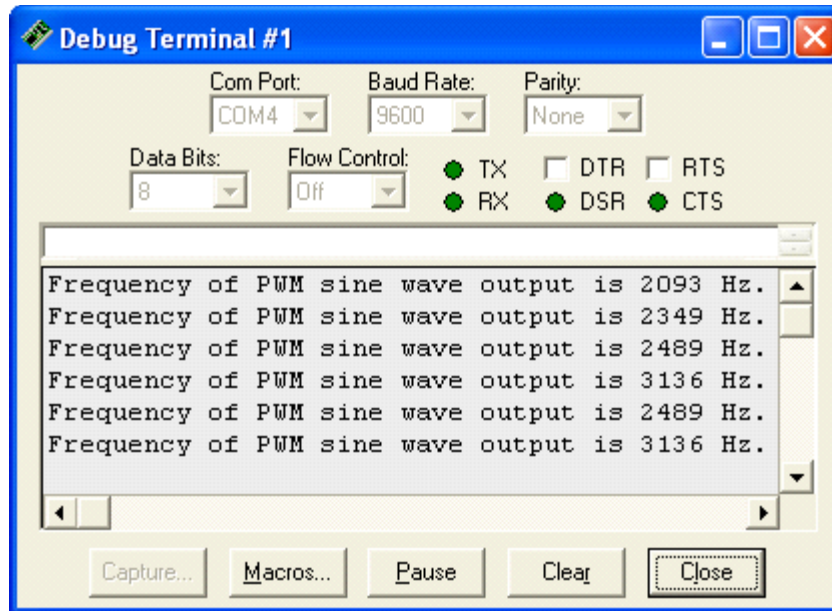 Debug Terminal #1
Com Port: Baud Rate: Parity:
COM4 9600 None
Data Bits: Flow Control: TX DTR RTS
8 Off RX DSR CTS
Frequency of PWM sine wave output is 2093 Hz.
Frequency of PWM sine wave output is 2349 Hz.
Frequency of PWM sine wave output is 2489 Hz.
Frequency of PWM sine wave output is 3136 Hz.
Frequency of PWM sine wave output is 2489 Hz.
Frequency of PWM sine wave output is 3136 Hz.
Capture... Macros... Pause Clear Close